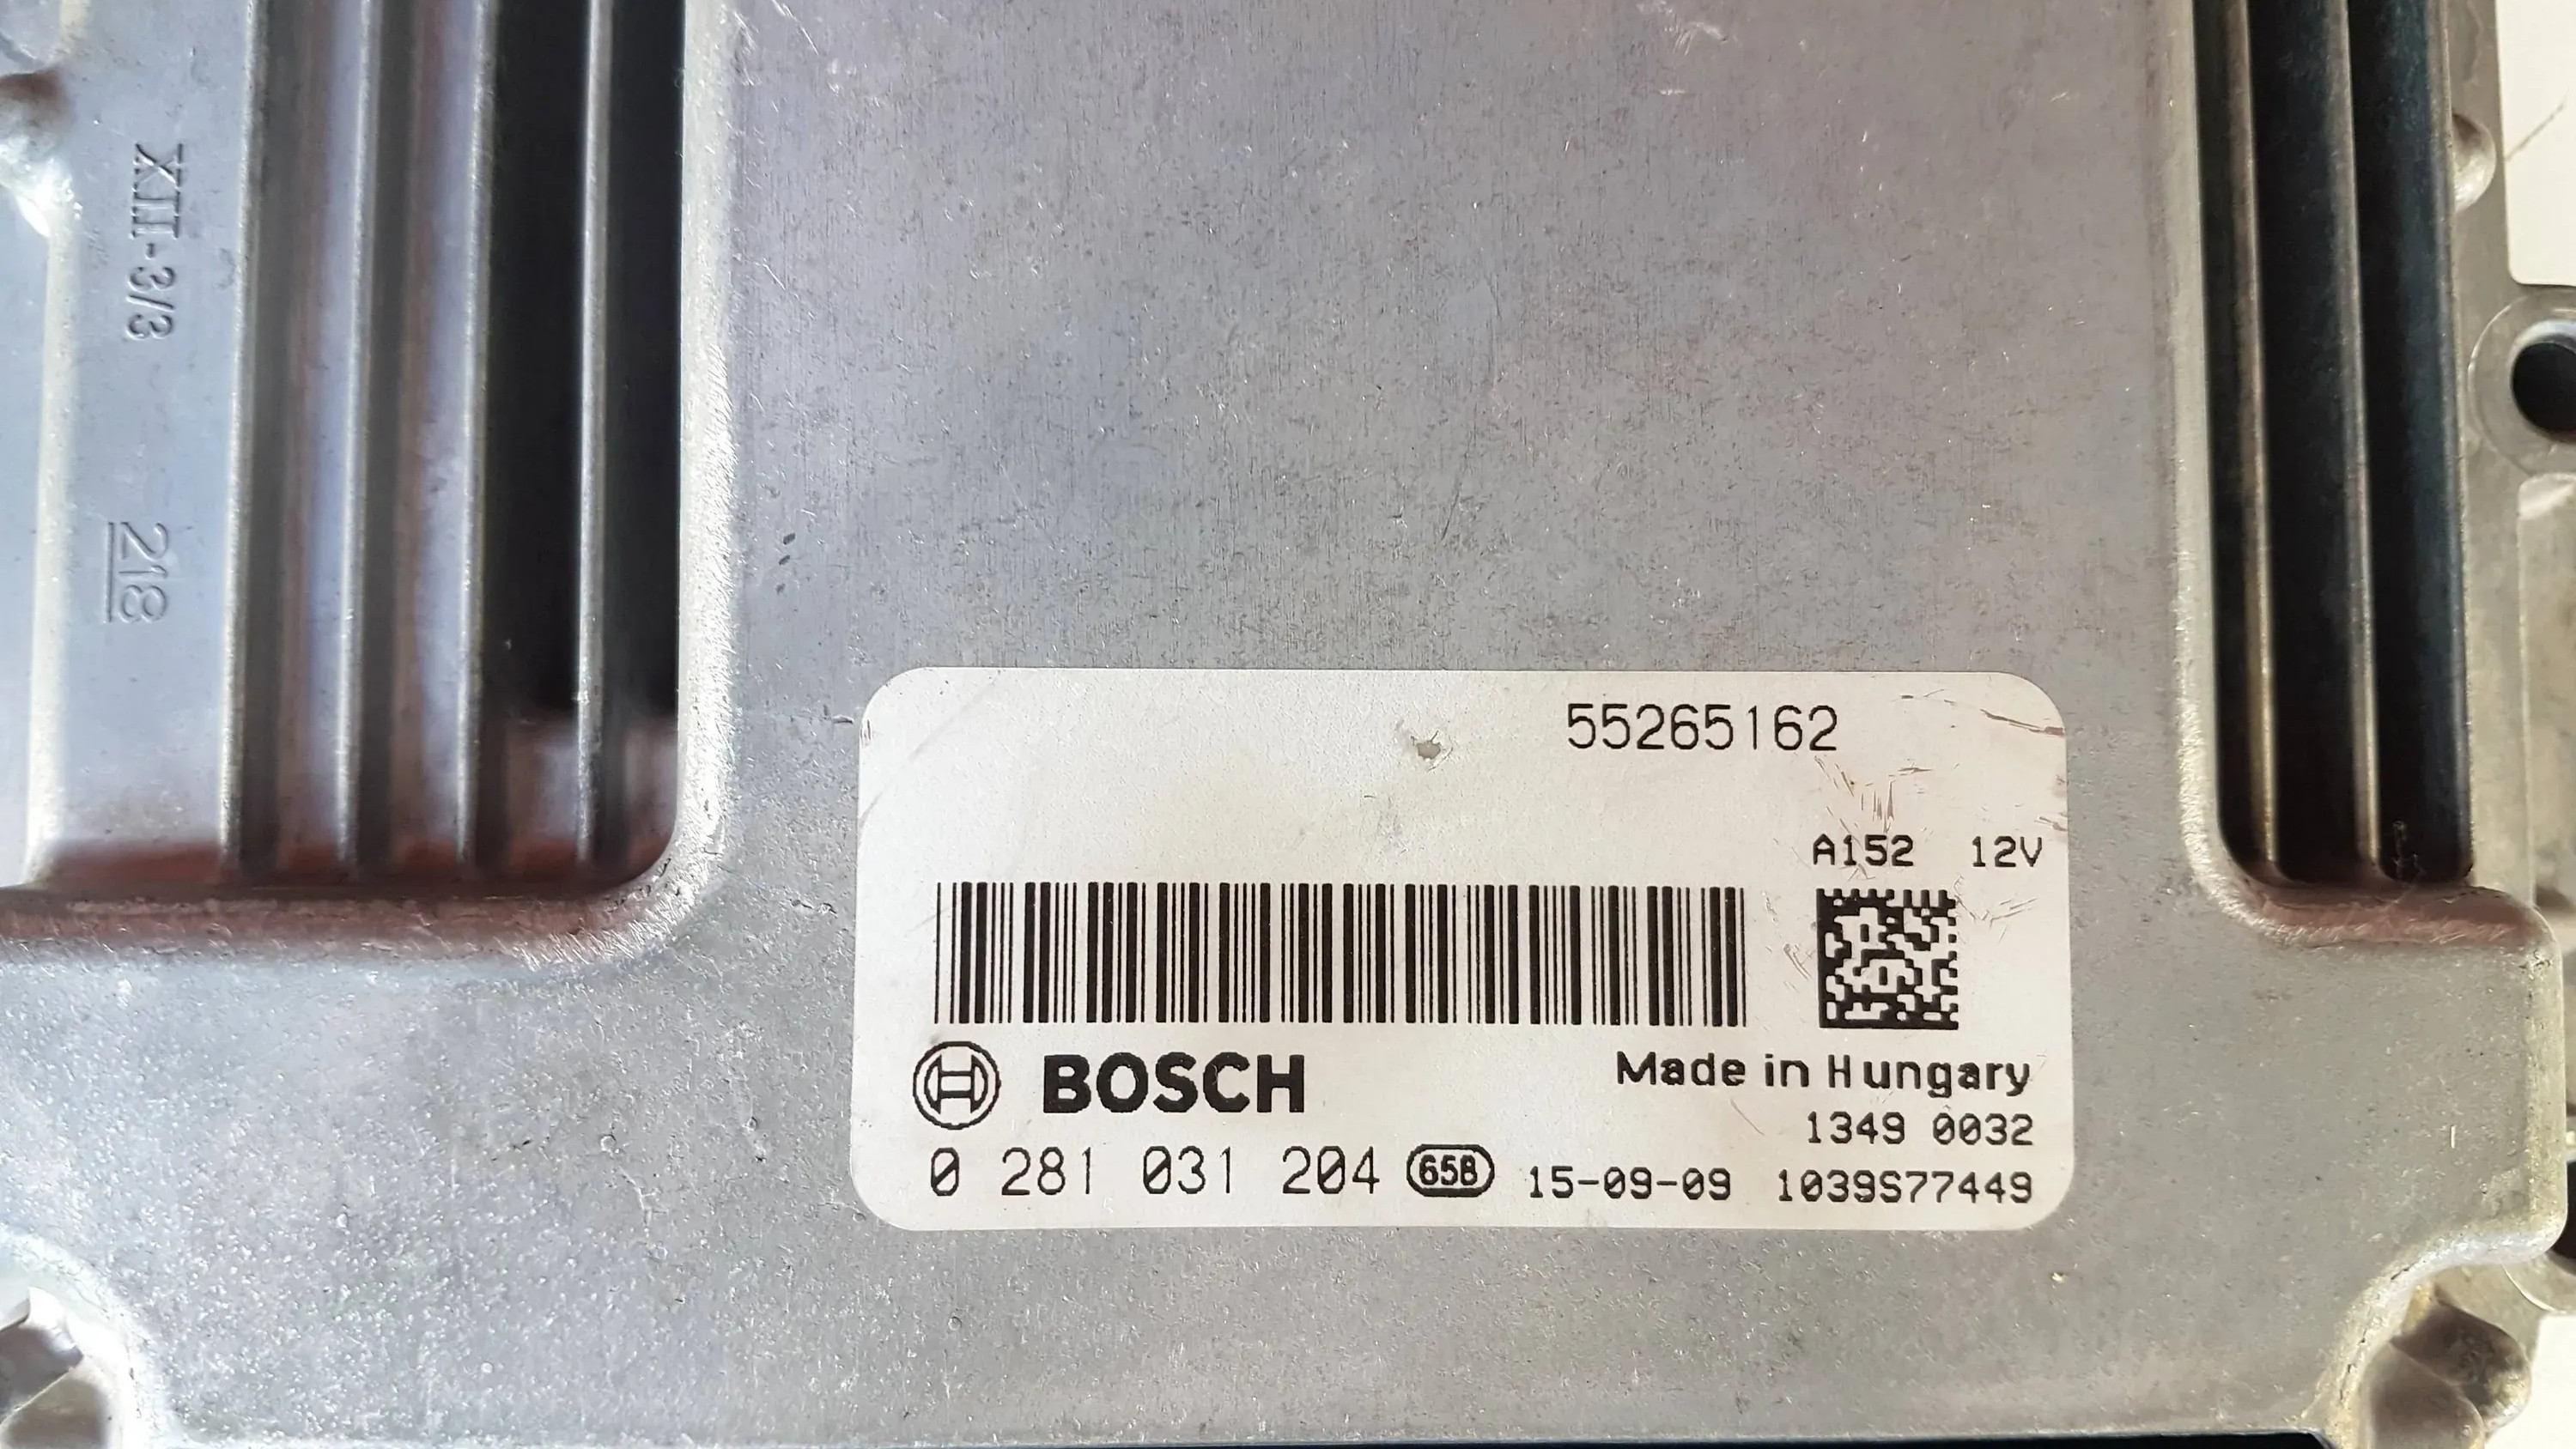 XIII-3/3
218
55265162
A152 12V
BOSCH
Made in Hungary
1349 0032
0 281 031 204 65B 15-09-09 1039S77449